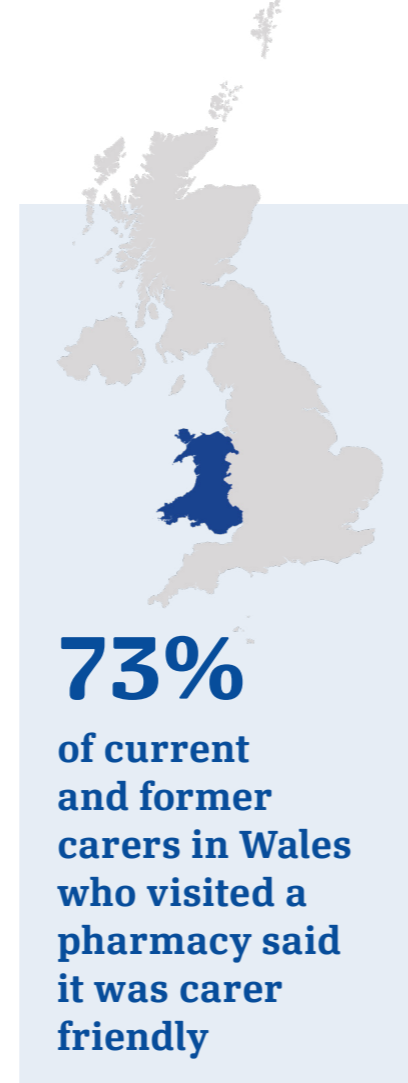 73%
of current
and former
carers in Wales
who visited a
pharmacy said
it was carer
friendly